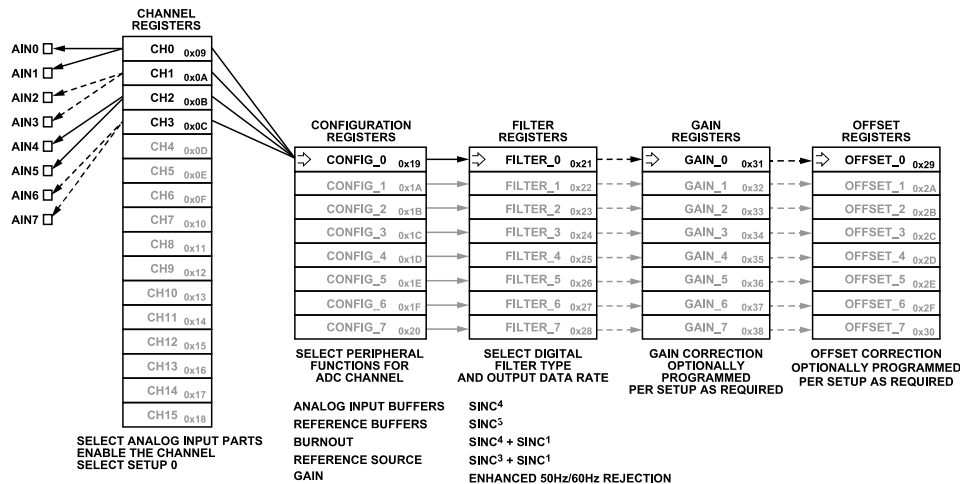 CHANNEL
REGISTERS
AIN0
AIN1
AIN2
AIN3
AIN4
AIN5
AIN6
AIN7
CH0 0x09
CH1 0x0A
CH2 0x0B
CH3 0x0C
CH4 0x0D
CH5 0x0E
CH6 0x0F
CH7 0x10
CH8 0x11
CH9 0x12
CH10 0x13
CH11 0x14
CH12 0x15
CH13 0x16
CH14 0x17
CH15 0x18
SELECT ANALOG INPUT PARTS
ENABLE THE CHANNEL
SELECT SETUP 0
CONFIGURATION
REGISTERS
CONFIG_0 0x19
CONFIG_1 0x1A
CONFIG_2 0x1B
CONFIG_3 0x1C
CONFIG_4 0x1D
CONFIG_5 0x1E
CONFIG_6 0x1F
CONFIG_7 0x20
SELECT PERIPHERAL
FUNCTIONS FOR
ADC CHANNEL
ANALOG INPUT BUFFERS
REFERENCE BUFFERS
BURNOUT
REFERENCE SOURCE
GAIN
FILTER
REGISTERS
FILTER_0 0x21
FILTER_1 0x22
FILTER_2 0x23
FILTER_3 0x24
FILTER_4 0x25
FILTER_5 0x26
FILTER_6 0x27
FILTER_7 0x28
SELECT DIGITAL
FILTER TYPE
AND OUTPUT DATA RATE
SINC⁴
SINC³
SINC⁴ + SINC¹
SINC³ + SINC¹
ENHANCED 50Hz/60Hz REJECTION
GAIN
REGISTERS
GAIN_0 0x31
GAIN_1 0x32
GAIN_2 0x33
GAIN_3 0x34
GAIN_4 0x35
GAIN_5 0x36
GAIN_6 0x37
GAIN_7 0x38
GAIN CORRECTION
OPTIONALLY
PROGRAMMED
PER SETUP AS REQUIRED
OFFSET
REGISTERS
OFFSET_0 0x29
OFFSET_1 0x2A
OFFSET_2 0x2B
OFFSET_3 0x2C
OFFSET_4 0x2D
OFFSET_5 0x2E
OFFSET_6 0x2F
OFFSET_7 0x30
OFFSET CORRECTION
OPTIONALLY PROGRAMMED
PER SETUP AS REQUIRED